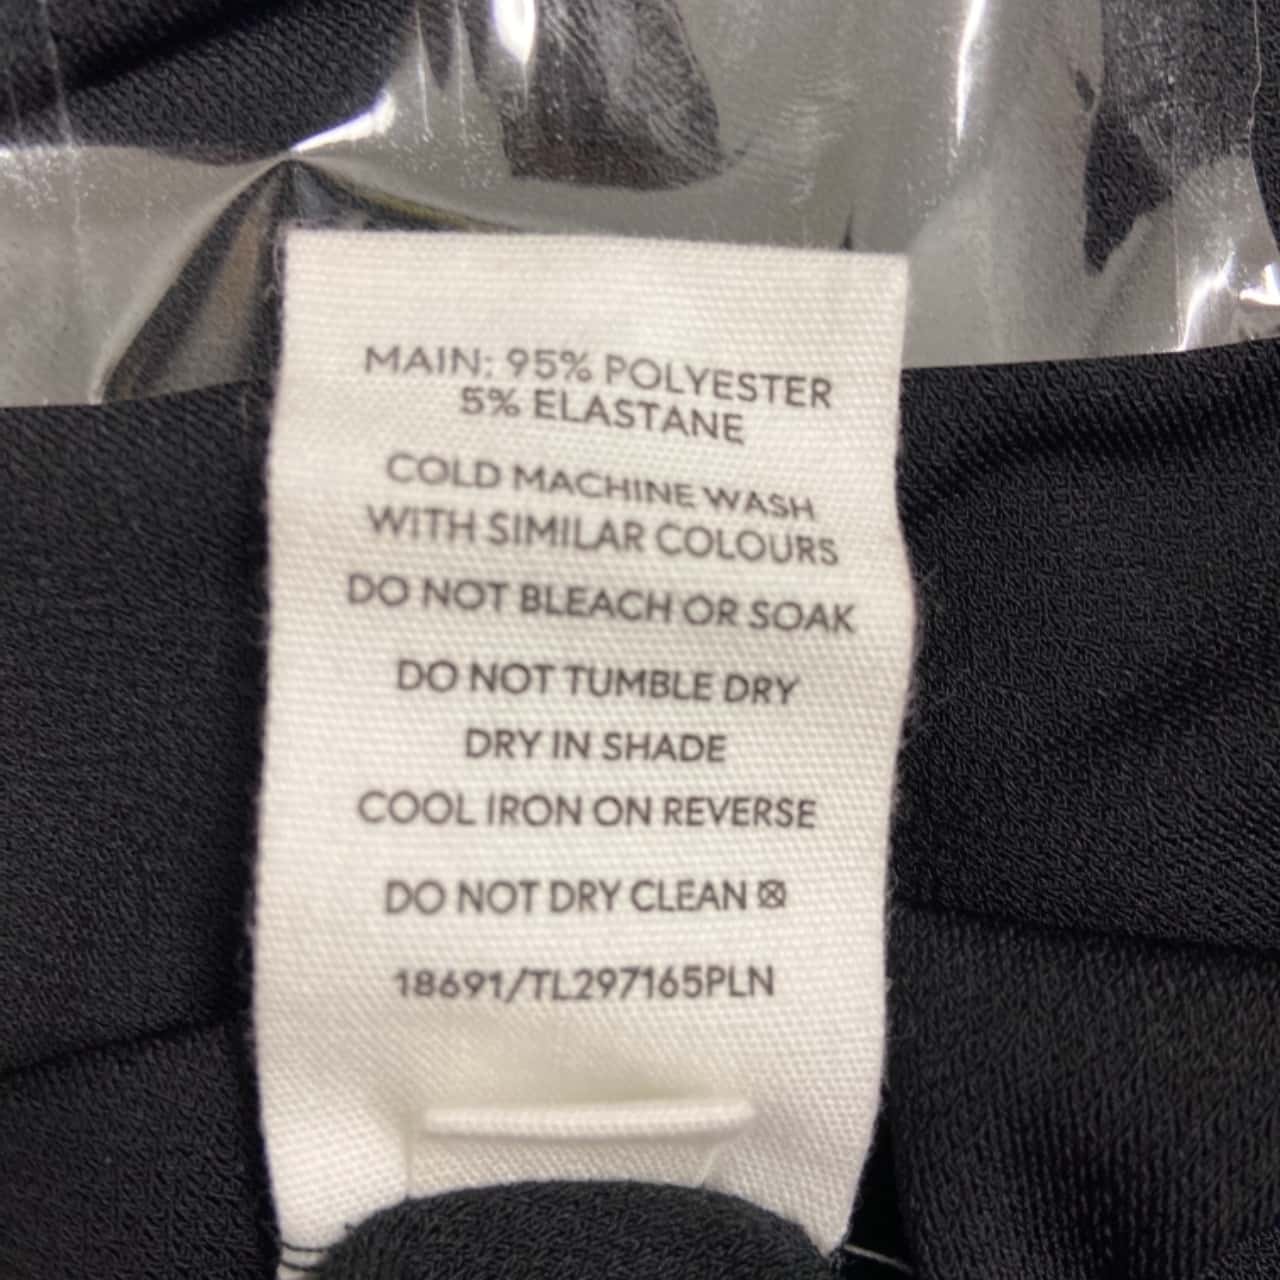 MAIN: 95% POLYESTER
5% ELASTANE
COLD MACHINE WASH
WITH SIMILAR COLOURS
DO NOT BLEACH OR SOAK
DO NOT TUMBLE DRY
DRY IN SHADE
COOL IRON ON REVERSE
DO NOT DRY CLEAN
18691/TL297165PLN